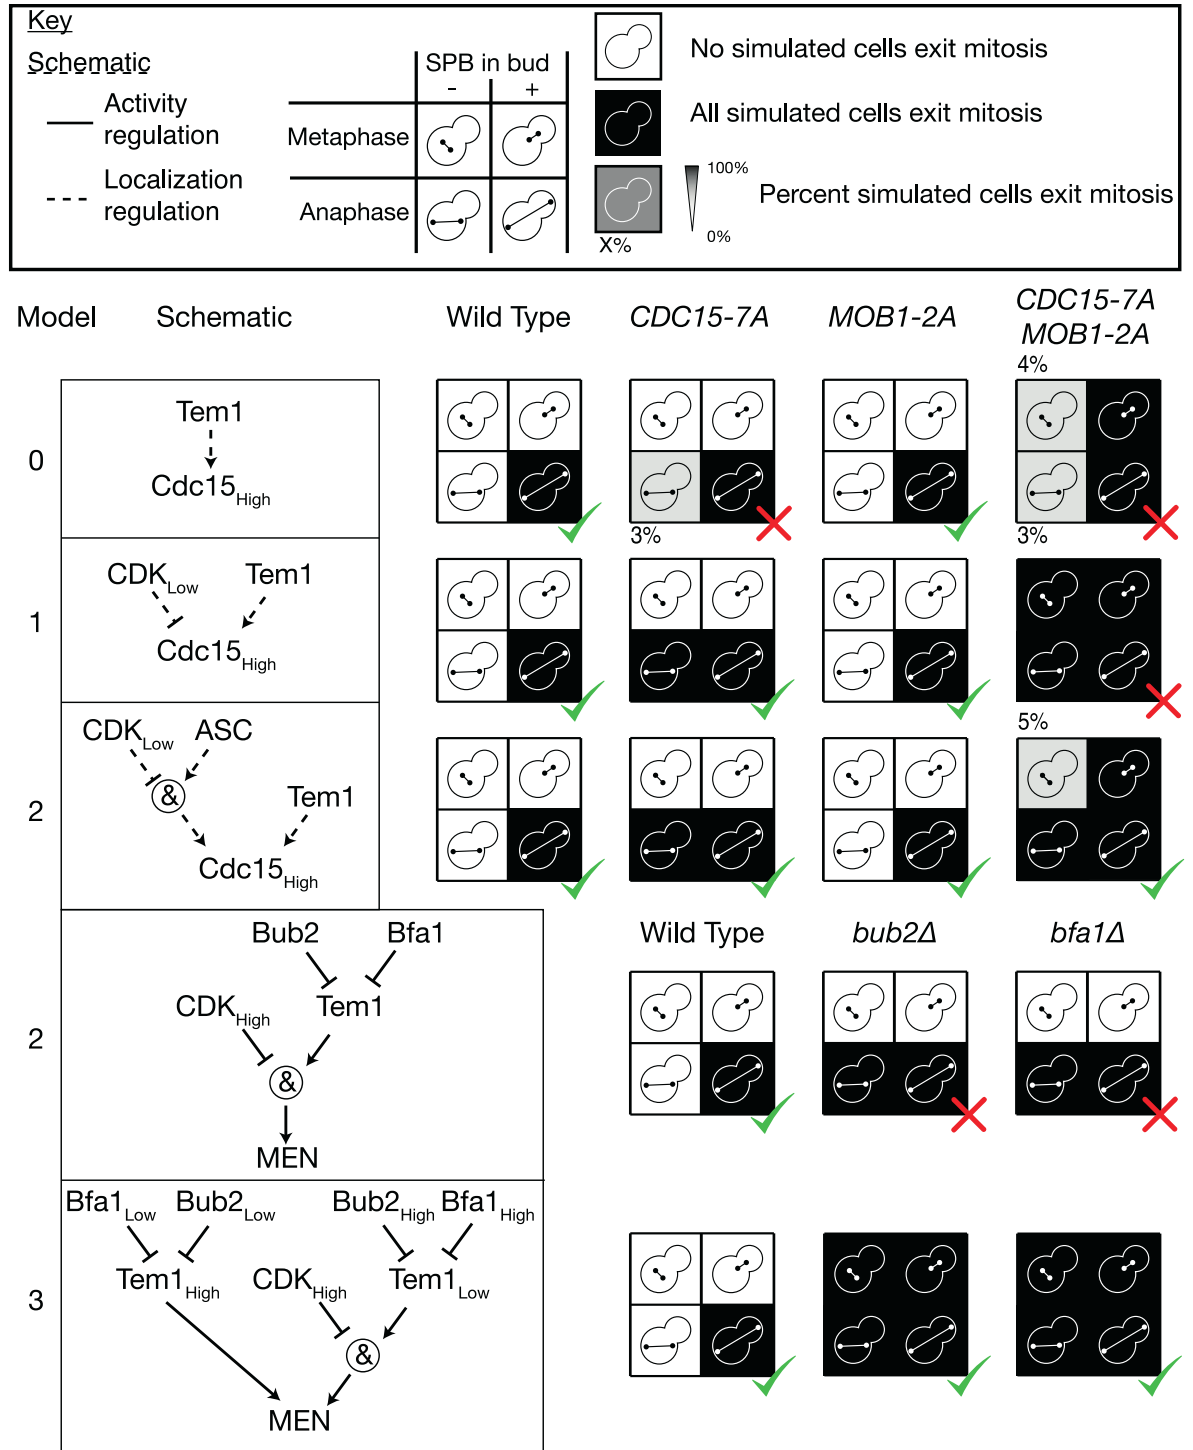 Key
Schematic
Activity
regulation
Localization
regulation
SPB in bud
- +
Metaphase
Anaphase
No simulated cells exit mitosis
All simulated cells exit mitosis
100%
Percent simulated cells exit mitosis
0%
X%
Model Schematic Wild Type CDC15-7A MOB1-2A CDC15-7A
MOB1-2A
4%
0
Tem1
Cdc15High
3% 3%
1
CDKLow Tem1
Cdc15High
5%
2
CDKLow ASC
&
Tem1
Cdc15High
Wild Type bub2Δ bfa1Δ
2
Bub2 Bfa1
CDKHigh Tem1
&
MEN
3
Bfa1Low Bub2Low Bub2High Bfa1High
Tem1High CDKHigh Tem1Low
&
MEN